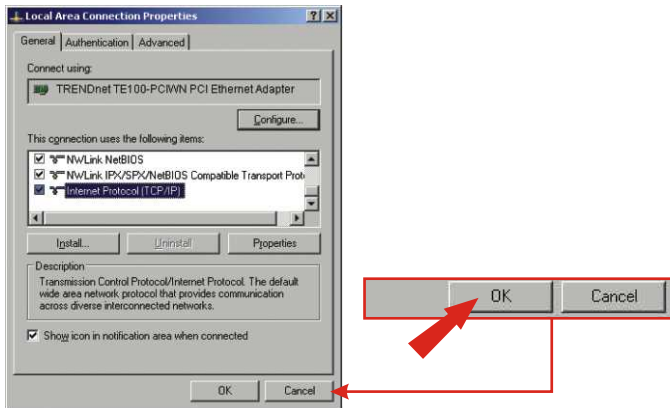 Local Area Connection Properties
General Authentication Advanced
Connect using:
TRENDnet TE100-PCIWN PCI Ethernet Adapter
Configure...
This connection uses the following items:
NWLink NetBIOS
NWLink IPX/SPX/NetBIOS Compatible Transport Proto
Internet Protocol (TCP/IP)
Install... Uninstall Properties
Description
Transmission Control Protocol/Internet Protocol. The default
wide area network protocol that provides communication
across diverse interconnected networks.
Show icon in notification area when connected
OK Cancel
OK Cancel